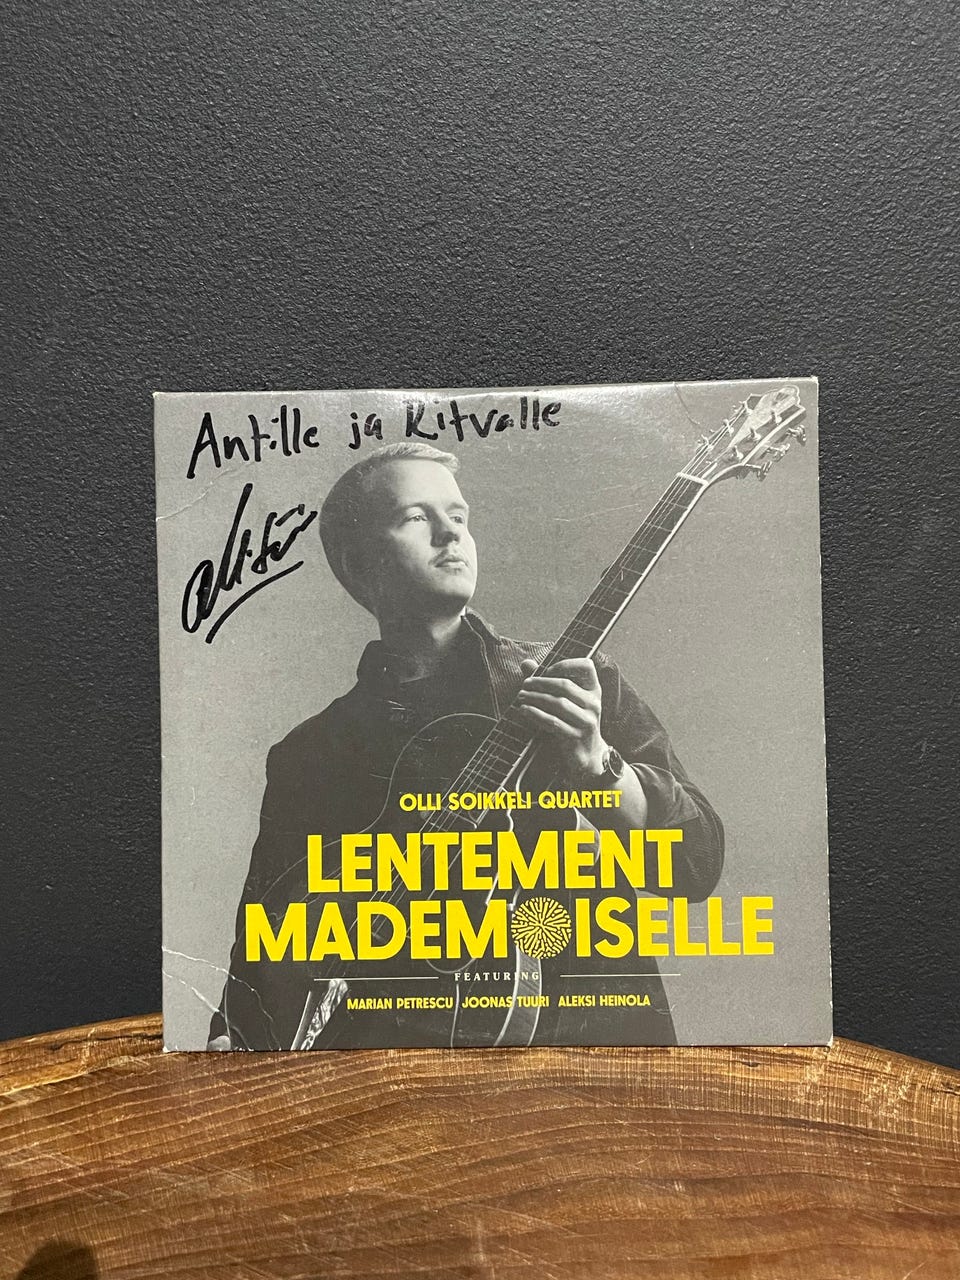 Antille ja Ritvalle
OLLI SOIKKELI QUARTET
LENTEMENT
MADEMOISELLE
FEATURING
MARIAN PETRESCU JOONAS TUURI ALEKSI HEINOLA